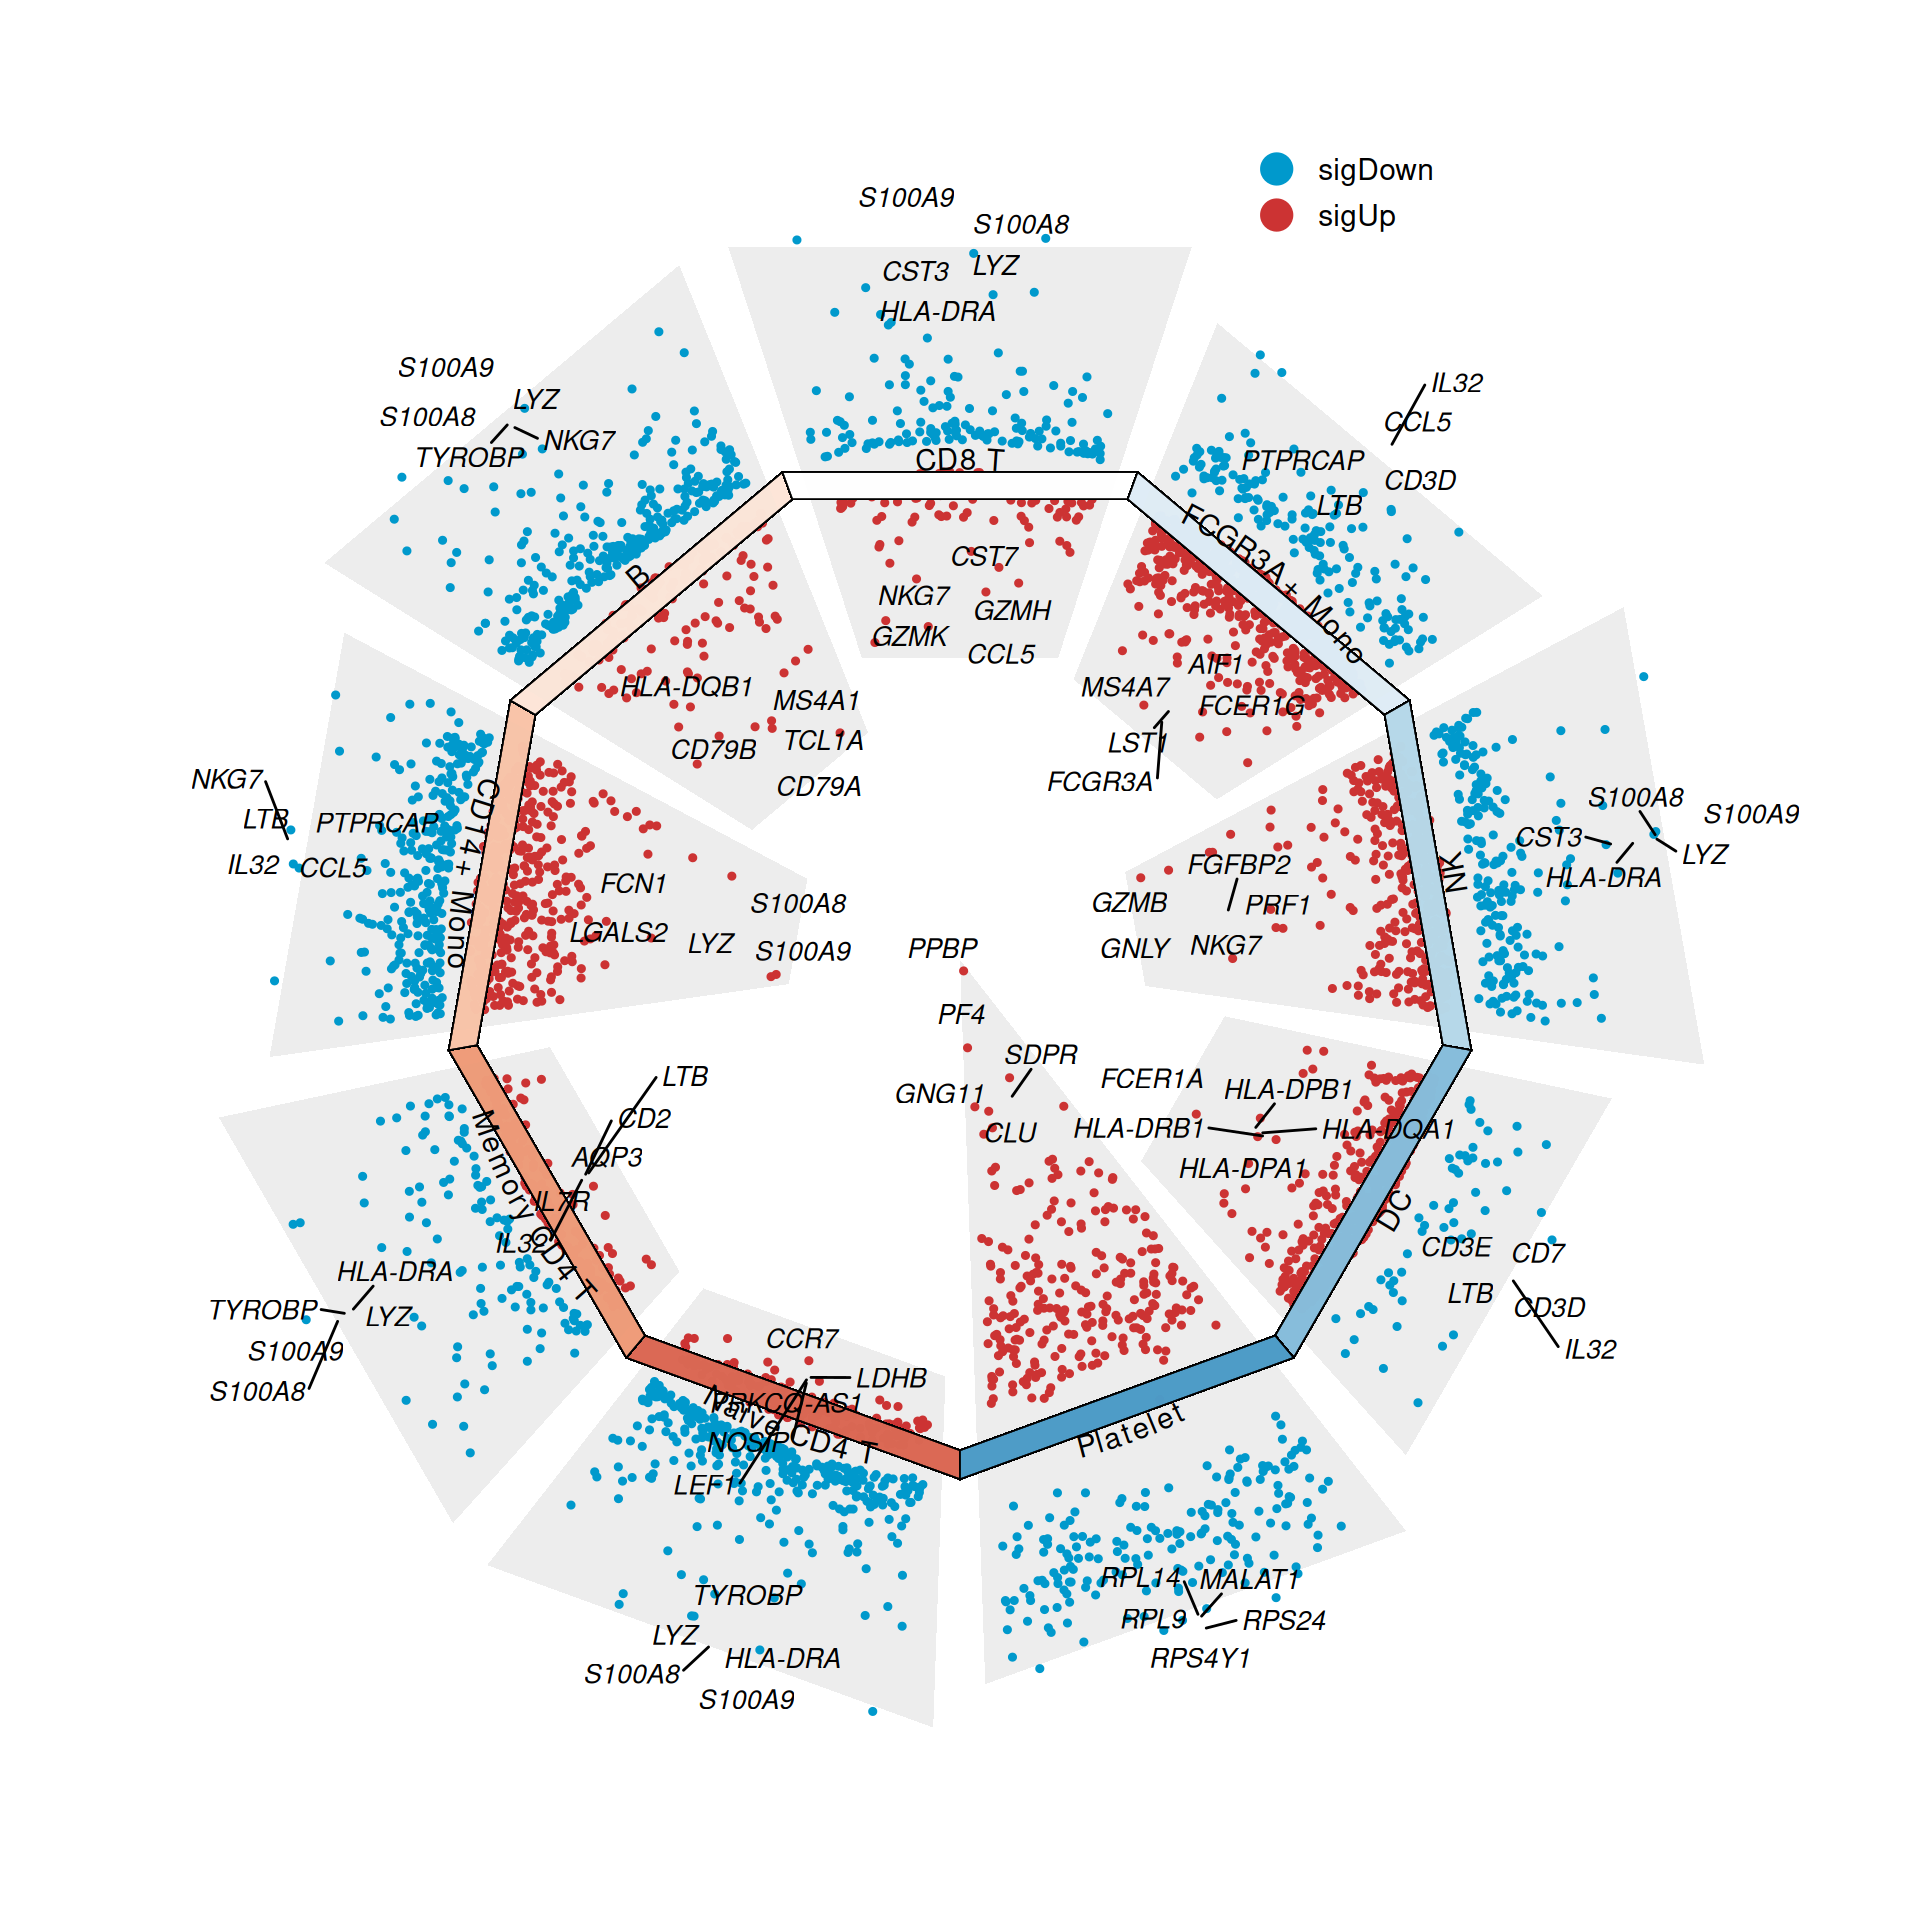 sigDown
sigUp
S100A9
S100A8
CST3
LYZ
HLA-DRA
CD8 T
CST7
NKG7
GZMH
GZMK
CCL5
IL32
CCL5
PTPRCAP
CD3D
LTB
FCGR3A+ Mono
AIF1
MS4A7
FCER1G
LST1
FCGR3A
S100A8
S100A9
CST3
LYZ
HLA-DRA
NK
FGFBP2
GZMB
PRF1
GNLY
NKG7
FCER1A
HLA-DPB1
HLA-DRB1
HLA-DQA1
HLA-DPA1
DC
CD3E
CD7
LTB
CD3D
IL32
PPBP
PF4
SDPR
GNG11
CLU
Platelet
RPL14
MALAT1
RPL9
RPS24
RPS4Y1
CCR7
LDHB
PRKCQ-AS1
Naive CD4 T
NOSIP
LEF1
TYROBP
LYZ
HLA-DRA
S100A8
S100A9
LTB
CD2
AQP3
IL7R
IL32
Memory CD4 T
HLA-DRA
TYROBP
LYZ
S100A9
S100A8
NKG7
LTB
PTPRCAP
IL32
CCL5
CD14+ Mono
FCN1
S100A8
LGALS2
LYZ
S100A9
S100A9
LYZ
S100A8
NKG7
TYROBP
B
HLA-DQB1
MS4A1
CD79B
TCL1A
CD79A